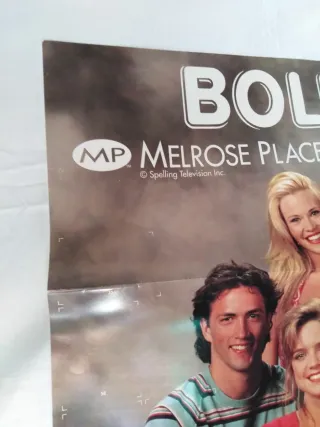 BOL
MP MELROSE PLACE
© Spelling Television Inc.